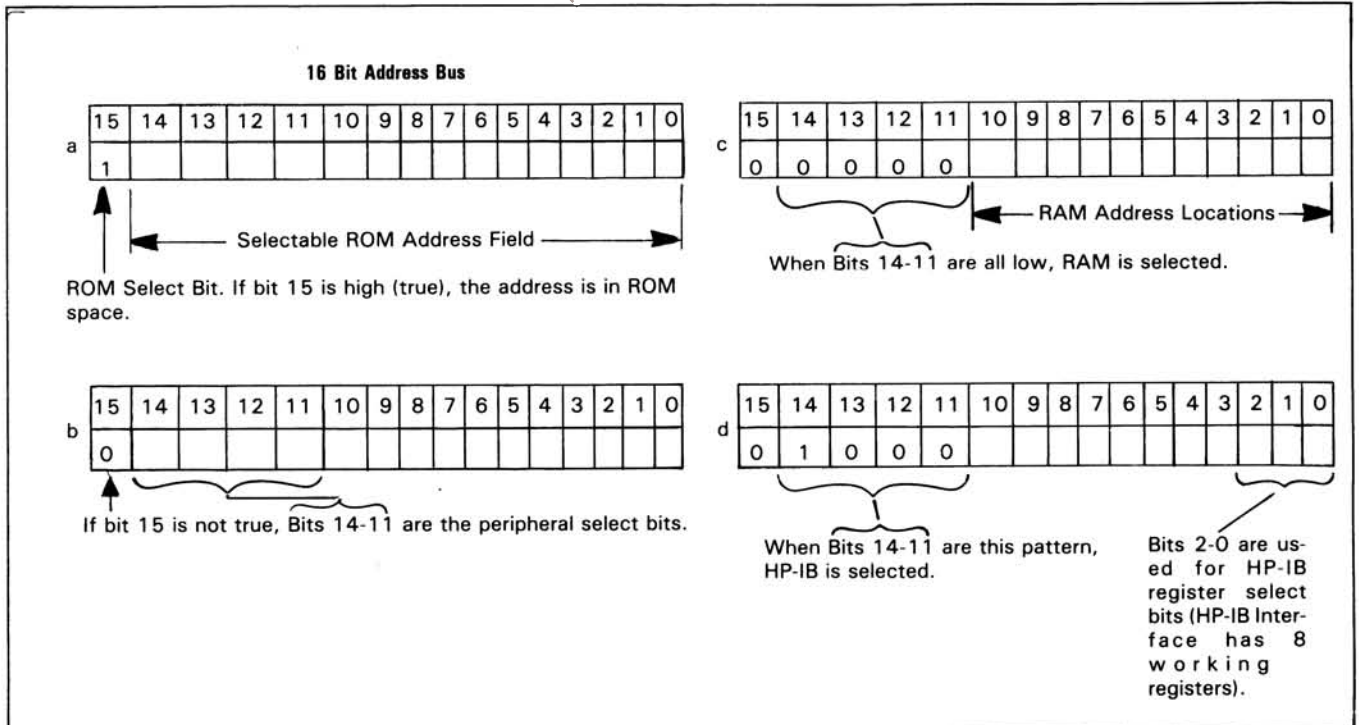 16 Bit Address Bus
a
15 14 13 12 11 10 9 8 7 6 5 4 3 2 1 0
1
Selectable ROM Address Field
ROM Select Bit. If bit 15 is high (true), the address is in ROM
space.
b
15 14 13 12 11 10 9 8 7 6 5 4 3 2 1 0
0
If bit 15 is not true, Bits 14-11 are the peripheral select bits.
c
15 14 13 12 11 10 9 8 7 6 5 4 3 2 1 0
0 0 0 0 0
RAM Address Locations
When Bits 14-11 are all low, RAM is selected.
d
15 14 13 12 11 10 9 8 7 6 5 4 3 2 1 0
0 1 0 0 0
When Bits 14-11 are this pattern,
HP-IB is selected.
Bits 2-0 are us-
ed for HP-IB
register select
bits (HP-IB Inter-
face has 8
working
registers).